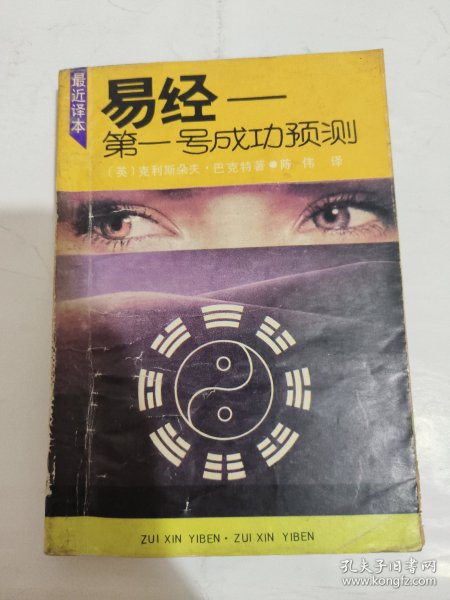 最近译本
易经—
第一号成功预测
〔英〕克利斯朵夫·巴克特著●陈伟译
ZUI XIN YIBEN·ZUI XIN YIBEN
孔夫子旧书网
www.kongfz.com